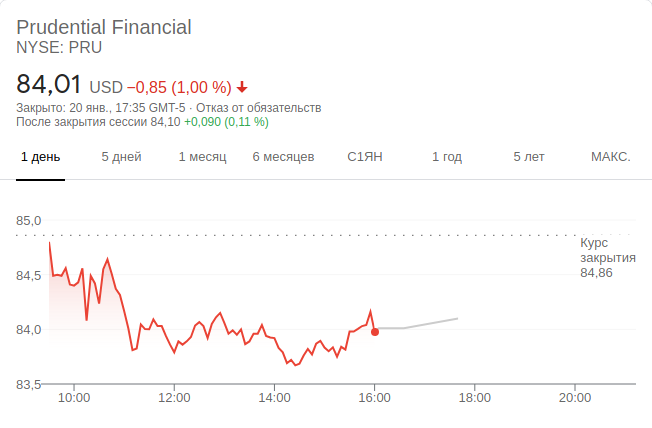 Prudential Financial
NYSE: PRU
84,01 USD −0,85 (1,00 %)
Закрыто: 20 янв., 17:35 GMT-5 · Отказ от обязательств
После закрытия сессии 84,10 +0,090 (0,11 %)
1 день 5 дней 1 месяц 6 месяцев С1ЯН 1 год 5 лет МАКС.
85,0
Курс
закрытия
84,86
84,5
84,0
83,5
10:00 12:00 14:00 16:00 18:00 20:00